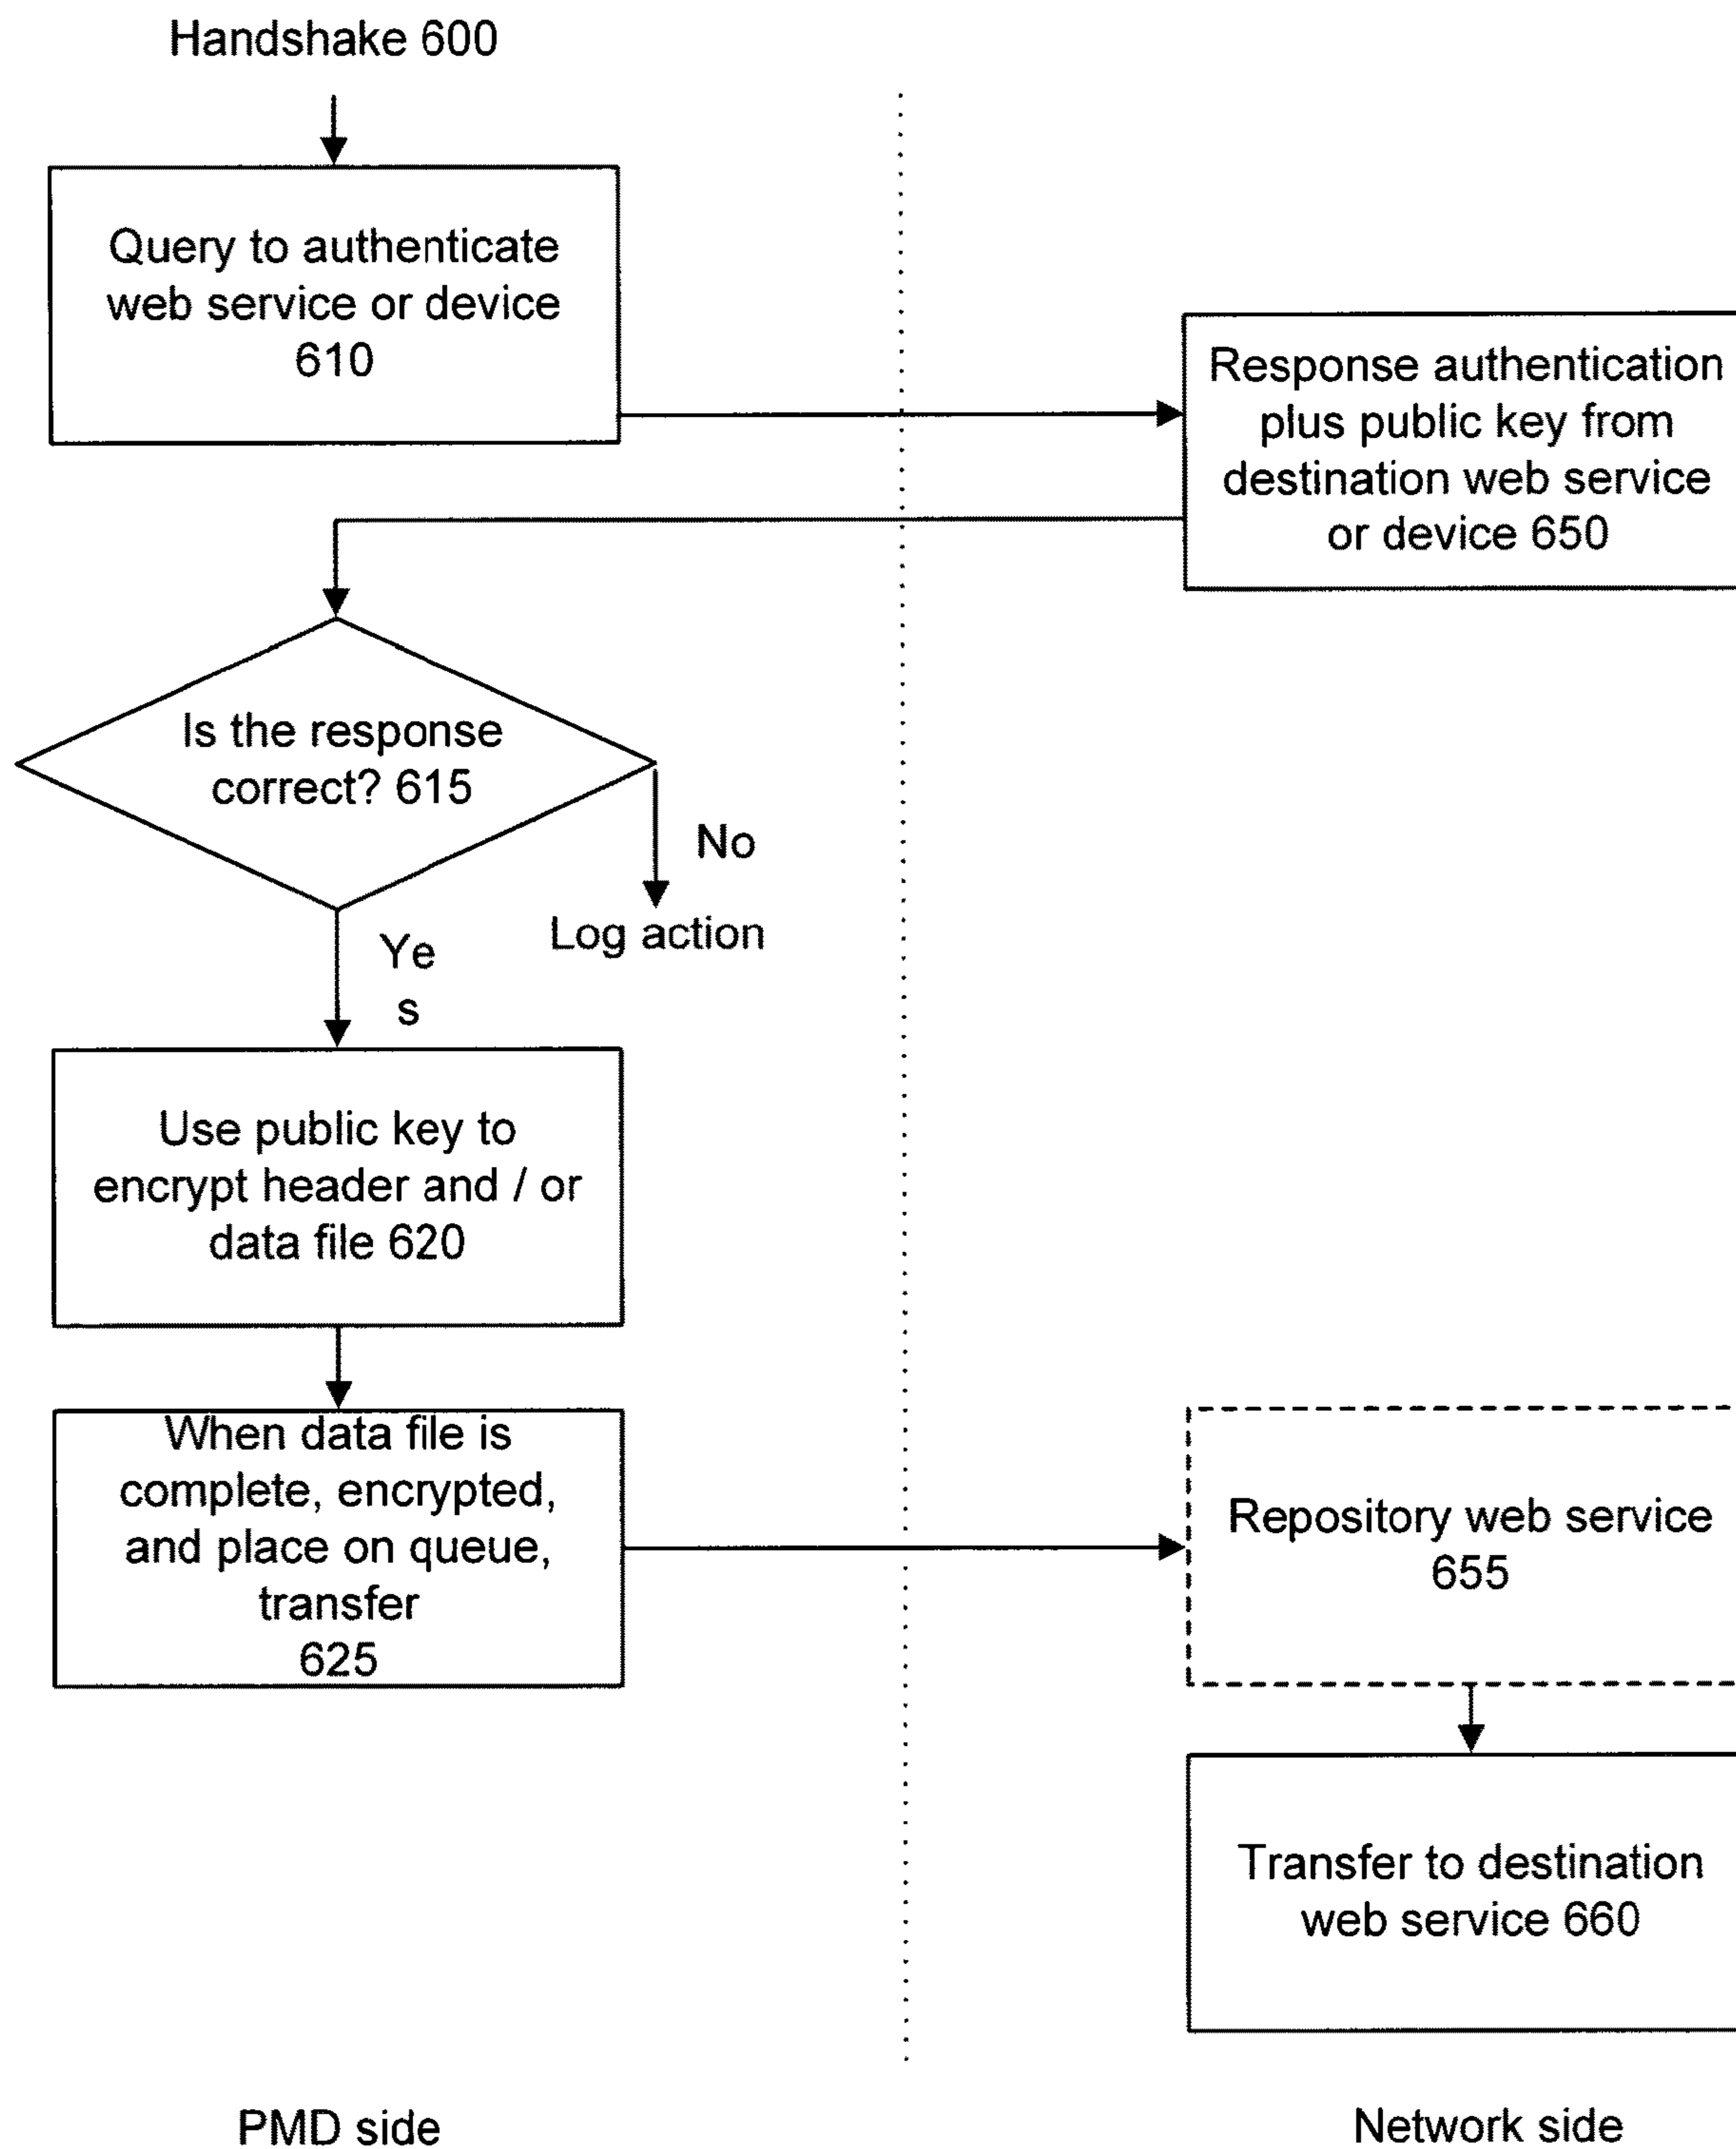 Handshake 600
Query to authenticate
web service or device
610
Response authentication
plus public key from
destination web service
or device 650
Is the response
correct? 615
No
Log action
Ye
s
Use public key to
encrypt header and / or
data file 620
When data file is
complete, encrypted,
and place on queue,
transfer
625
Repository web service
655
Transfer to destination
web service 660
PMD side
Network side